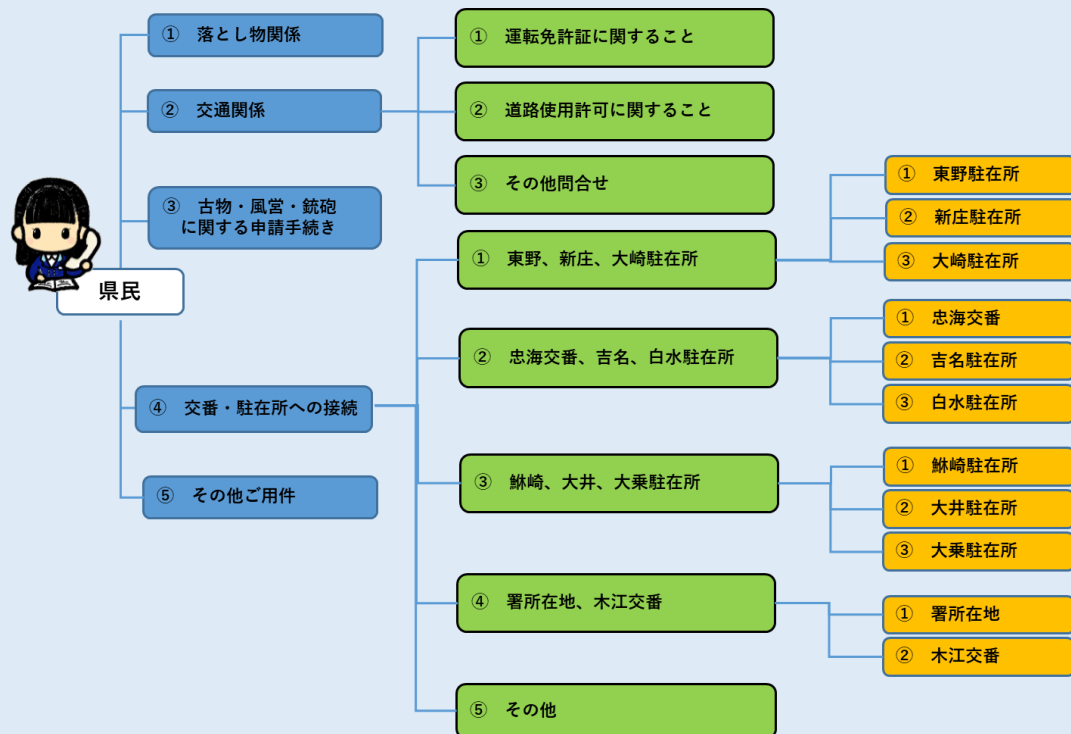 県民
① 落とし物関係
② 交通関係
③ 古物・風営・銃砲
に関する申請手続き
④ 交番・駐在所への接続
⑤ その他ご用件
① 運転免許証に関すること
② 道路使用許可に関すること
③ その他問合せ
① 東野、新庄、大崎駐在所
② 忠海交番、吉名、白水駐在所
③ 鮴崎、大井、大乗駐在所
④ 署所在地、木江交番
⑤ その他
① 東野駐在所
② 新庄駐在所
③ 大崎駐在所
① 忠海交番
② 吉名駐在所
③ 白水駐在所
① 鮴崎駐在所
② 大井駐在所
③ 大乗駐在所
① 署所在地
② 木江交番